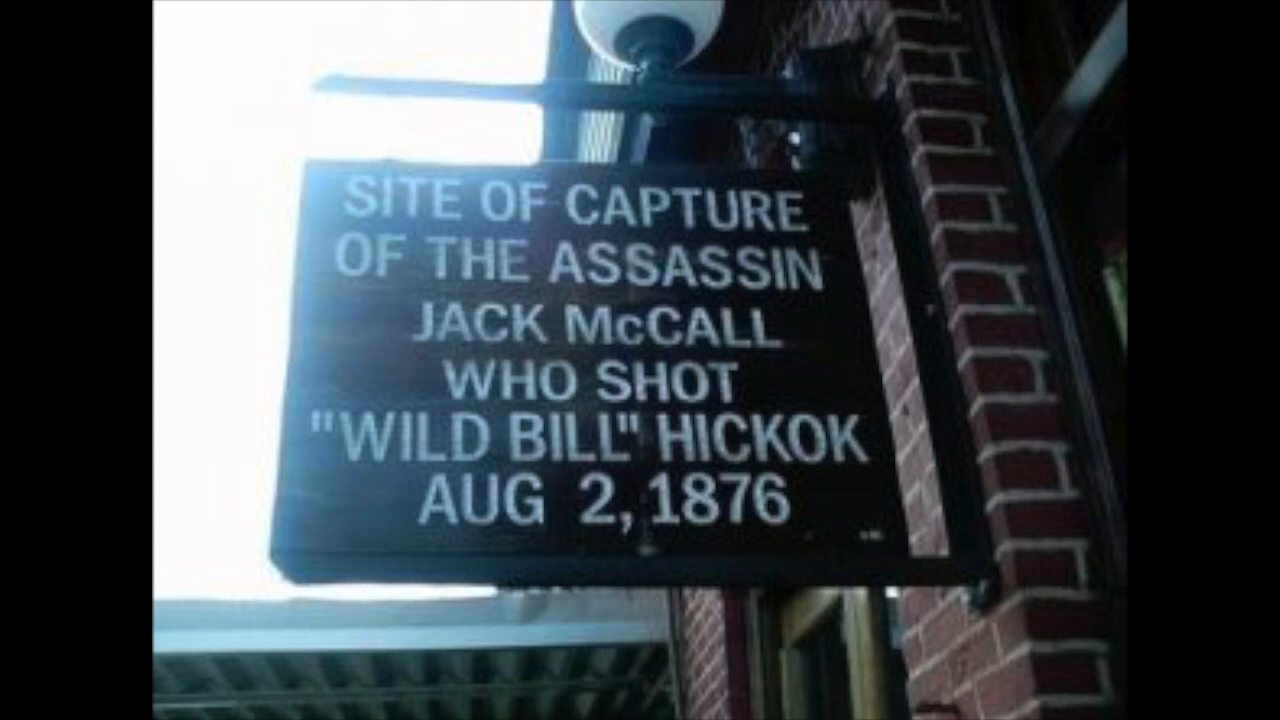 SITE OF CAPTURE
OF THE ASSASSIN
JACK McCALL
WHO SHOT
"WILD BILL" HICKOK
AUG 2, 1876